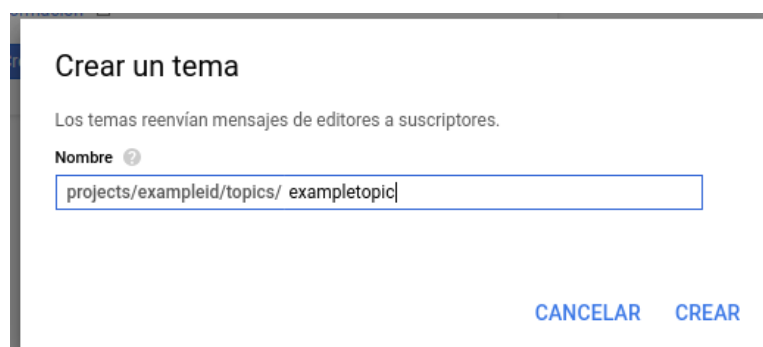 Crear un tema
Los temas reenvían mensajes de editores a suscriptores.
Nombre ?
projects/exampleid/topics/ exampletopic
CANCELAR CREAR